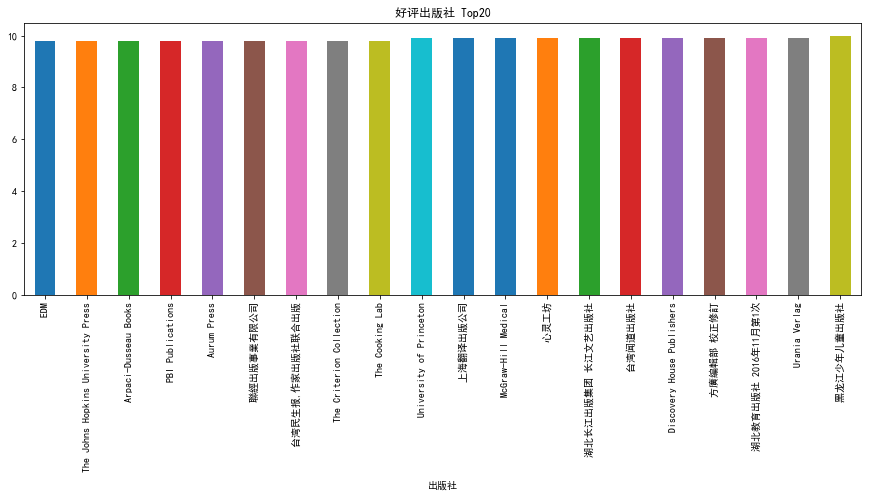 好评出版社 Top20
10
8
6
4
2
0
EDM
The Johns Hopkins University Press
Arpaci-Dusseau Books
PBI Publications
Aurum Press
聯經出版事業有限公司
台湾民生报.作家出版社联合出版
The Criterion Collection
The Cooking Lab
University of Princeton
上海翻译出版公司
McGraw-Hill Medical
心灵工坊
湖北长江出版集团 长江文艺出版社
台湾闻道出版社
Discovery House Publishers
方廣編輯部 校正修訂
湖北教育出版社 2016年11月第1次
Urania Verlag
黑龙江少年儿童出版社
出版社